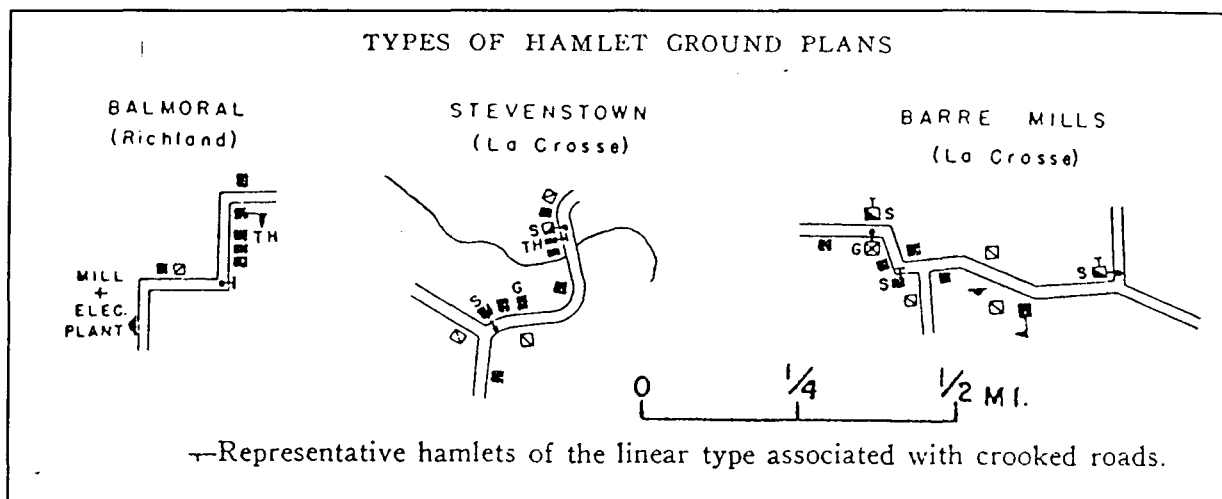 TYPES OF HAMLET GROUND PLANS
BALMORAL
(Richland)
TH
MILL
+
ELEC.
PLANT
STEVENSTOWN
(La Crosse)
S
TH
S
G
BARRE MILLS
(La Crosse)
S
G
S
S
0 1/4 1/2 MI.
—Representative hamlets of the linear type associated with crooked roads.